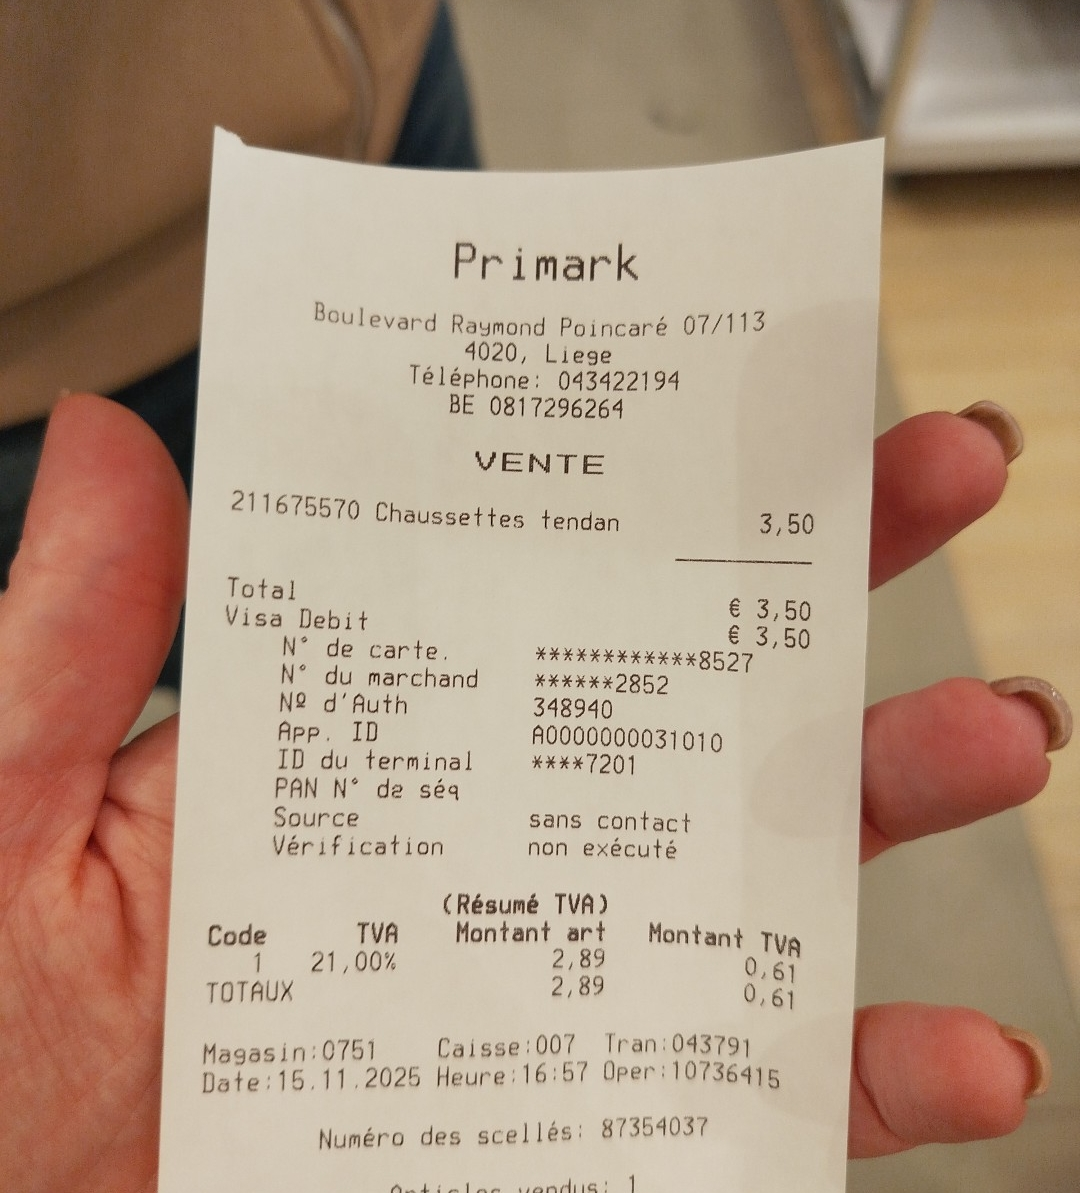 Primark
Boulevard Raymond Poincaré 07/113
4020, Liege
Téléphone: 043422194
BE 0817296264
VENTE
211675570 Chaussettes tendan 3,50
Total € 3,50
Visa Debit € 3,50
N° de carte. ************8527
N° du marchand ******2852
Nº d'Auth 348940
App. ID A0000000031010
ID du terminal ****7201
PAN N° de séq
Source sans contact
Vérification non exécuté
(Résumé TVA)
Code TVA Montant art Montant TVA
1 21,00% 2,89 0,61
TOTAUX 2,89 0,61
Magasin:0751 Caisse:007 Tran:043791
Date:15.11.2025 Heure:16:57 Oper:10736415
Numéro des scellés: 87354037
Articles vendus: 1